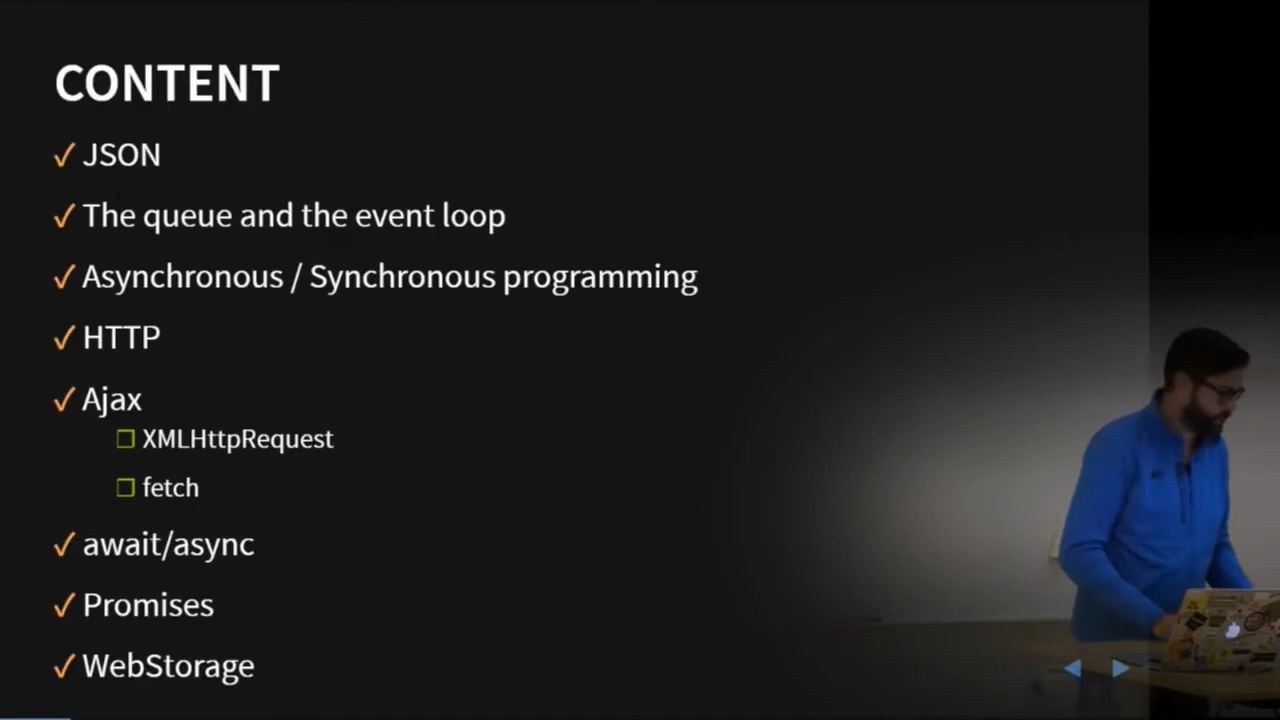 CONTENT
✓ JSON
✓ The queue and the event loop
✓ Asynchronous / Synchronous programming
✓ HTTP
✓ Ajax
❒ XMLHttpRequest
❒ fetch
✓ await/async
✓ Promises
✓ WebStorage